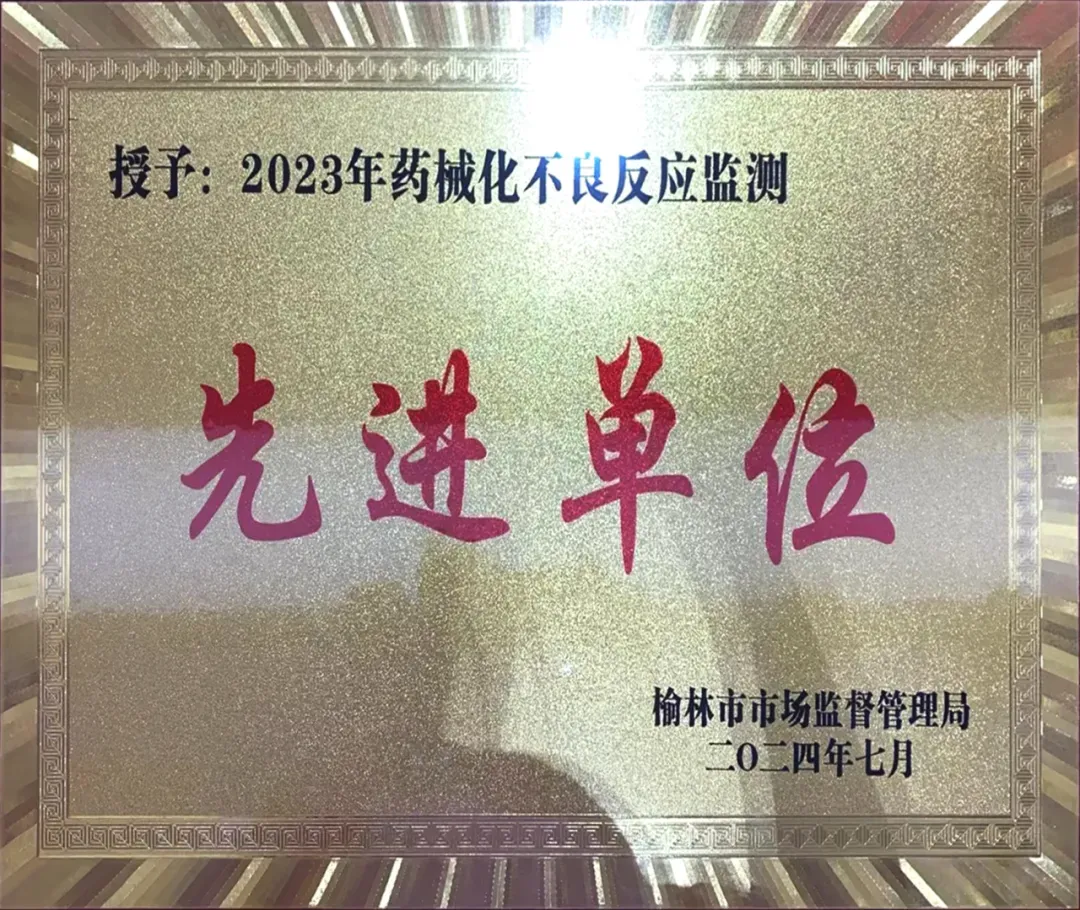 授予：2023年药械化不良反应监测
先进单位
榆林市市场监督管理局
二〇二四年七月